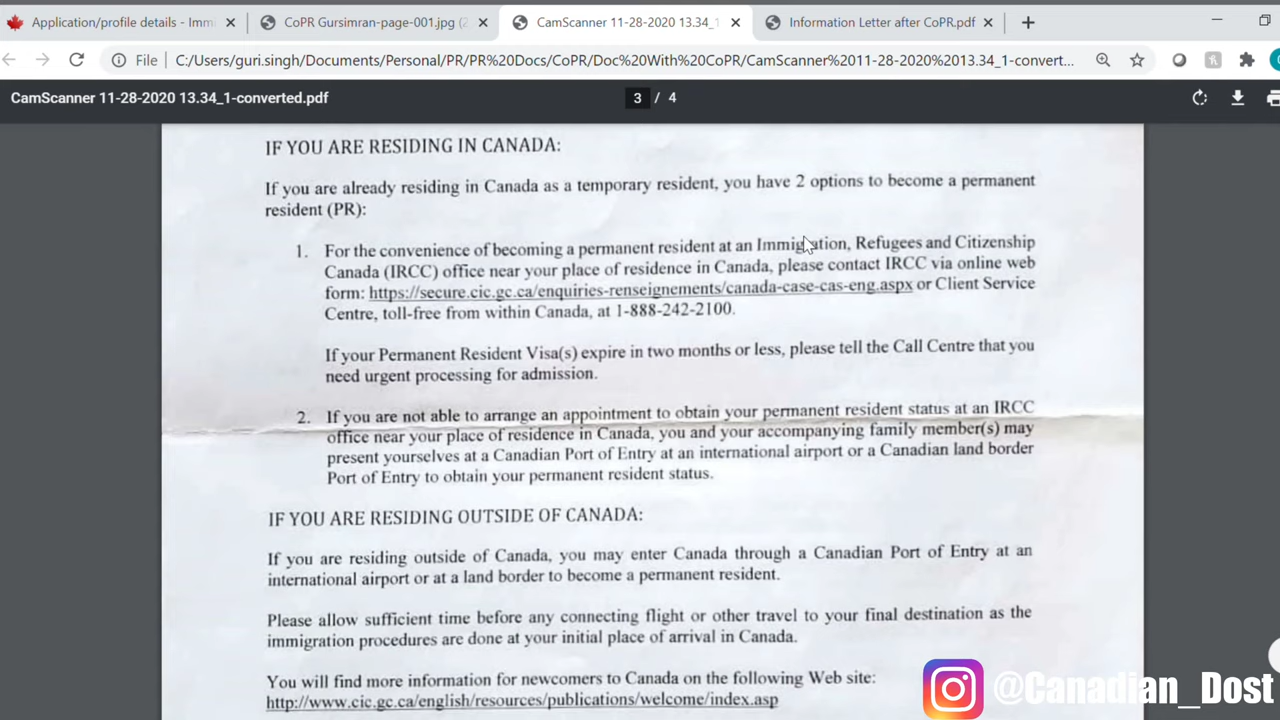 Application/profile details - Imm
CoPR Gursimran-page-001.jpg (2
CamScanner 11-28-2020 13.34_1-
Information Letter after CoPR.pdf
File C:/Users/guri.singh/Documents/Personal/PR/PR%20Docs/CoPR/Doc%20With%20CoPR/CamScanner%2011-28-2020%2013.34_1-convert...
CamScanner 11-28-2020 13.34_1-converted.pdf
3 / 4
IF YOU ARE RESIDING IN CANADA:
If you are already residing in Canada as a temporary resident, you have 2 options to become a permanent
resident (PR):
1. For the convenience of becoming a permanent resident at an Immigration, Refugees and Citizenship
Canada (IRCC) office near your place of residence in Canada, please contact IRCC via online web
form: https://secure.cic.gc.ca/enquiries-renseignements/canada-case-cas-eng.aspx or Client Service
Centre, toll-free from within Canada, at 1-888-242-2100.
If your Permanent Resident Visa(s) expire in two months or less, please tell the Call Centre that you
need urgent processing for admission.
2. If you are not able to arrange an appointment to obtain your permanent resident status at an IRCC
office near your place of residence in Canada, you and your accompanying family member(s) may
present yourselves at a Canadian Port of Entry at an international airport or a Canadian land border
Port of Entry to obtain your permanent resident status.
IF YOU ARE RESIDING OUTSIDE OF CANADA:
If you are residing outside of Canada, you may enter Canada through a Canadian Port of Entry at an
international airport or at a land border to become a permanent resident.
Please allow sufficient time before any connecting flight or other travel to your final destination as the
immigration procedures are done at your initial place of arrival in Canada.
You will find more information for newcomers to Canada on the following Web site:
http://www.cic.gc.ca/english/resources/publications/welcome/index.asp
@Canadian_Dost